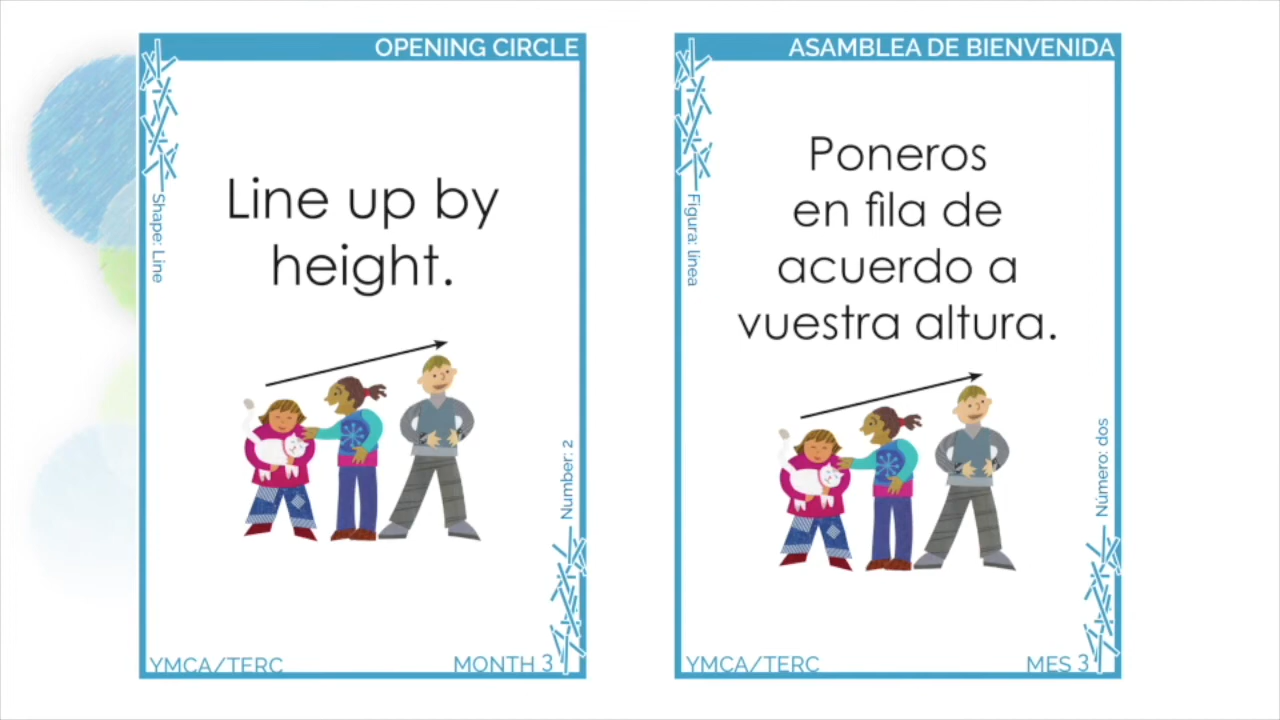 OPENING CIRCLE
Shape: Line
Line up by
height.
Number: 2
YMCA/TERC
MONTH 3
ASAMBLEA DE BIENVENIDA
Figura: línea
Poneros
en fila de
acuerdo a
vuestra altura.
Número: dos
YMCA/TERC
MES 3